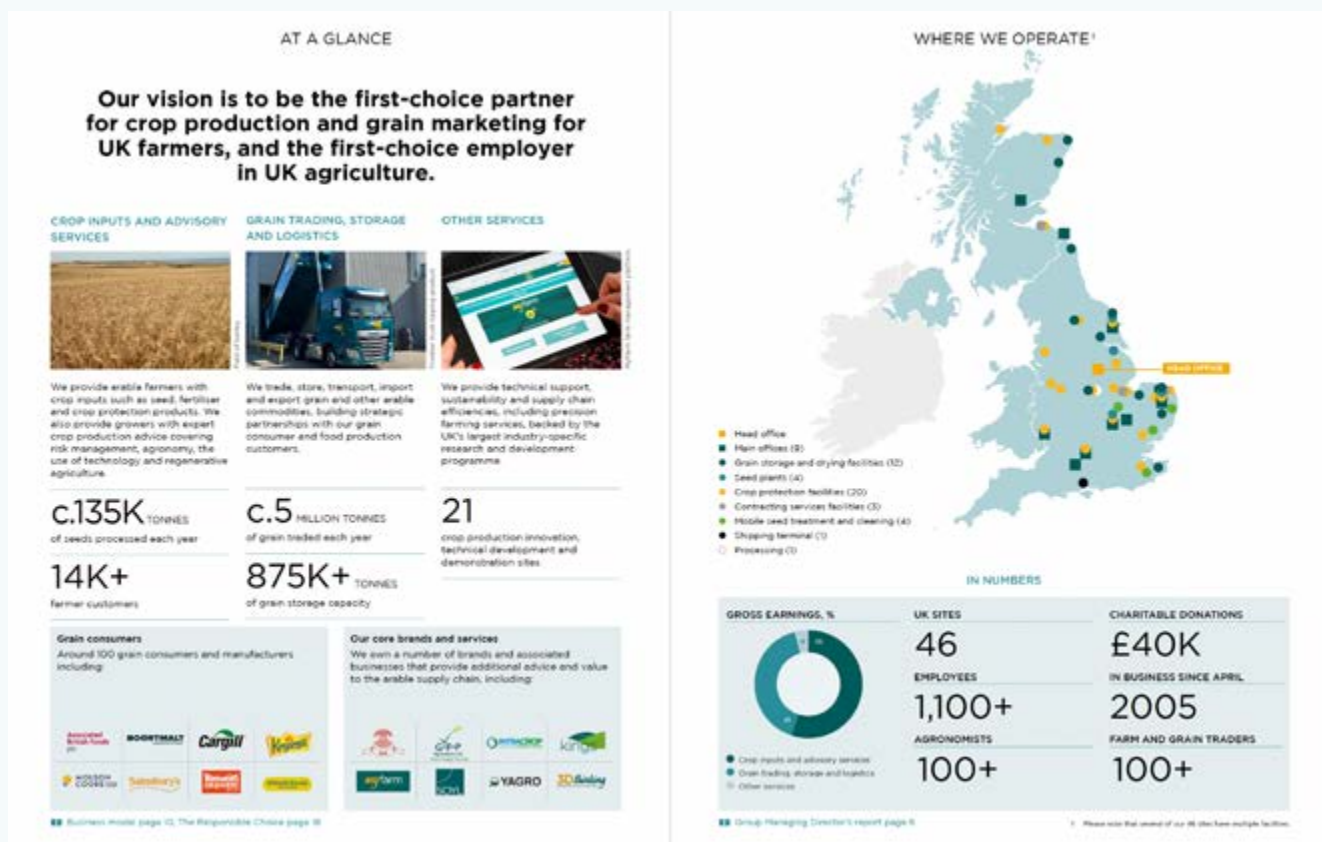 AT A GLANCE
Our vision is to be the first-choice partner
for crop production and grain marketing for
UK farmers, and the first-choice employer
in UK agriculture.
CROP INPUTS AND ADVISORY
SERVICES
We provide arable farmers with
crop inputs such as seed, fertiliser
and crop protection products. We
also provide growers with expert
crop production advice covering
risk management, agronomy, the
use of technology and regenerative
agriculture.
c.135K TONNES
of seeds processed each year
14K+
farmer customers
GRAIN TRADING, STORAGE
AND LOGISTICS
We trade, store, transport, import
and export grain and other arable
commodities, building strategic
partnerships with our grain
consumer and food production
customers.
c.5 MILLION TONNES
of grain traded each year
875K+ TONNES
of grain storage capacity
OTHER SERVICES
We provide technical support,
sustainability and supply chain
efficiencies, including precision
farming services, backed by the
UK's largest industry-specific
research and development
programme
21
crop production innovation,
technical development and
demonstration sites
Grain consumers
Around 100 grain consumers and manufacturers
including:
Associated
British Foods
plc
BOORTMALT
Cargill
MOLSON
COORS
Sainsbury's
Our core brands and services
We own a number of brands and associated
businesses that provide additional advice and value
to the arable supply chain, including:
INTRACROP
kings
myfarm
SOYL
YAGRO
Business model page 10, The Responsible Choice page 18
WHERE WE OPERATE¹
HEAD OFFICE
Head office
Main offices (9)
Grain storage and drying facilities (12)
Seed plants (4)
Crop protection facilities (20)
Contracting services facilities (3)
Mobile seed treatment and cleaning (4)
Shipping terminal (1)
Processing (1)
IN NUMBERS
GROSS EARNINGS, %
Crop inputs and advisory services
Grain trading, storage and logistics
Other services
UK SITES
46
EMPLOYEES
1,100+
AGRONOMISTS
100+
CHARITABLE DONATIONS
£40K
IN BUSINESS SINCE APRIL
2005
FARM AND GRAIN TRADERS
100+
Group Managing Director's report page 6
1 Please note that several of our 46 sites have multiple facilities.